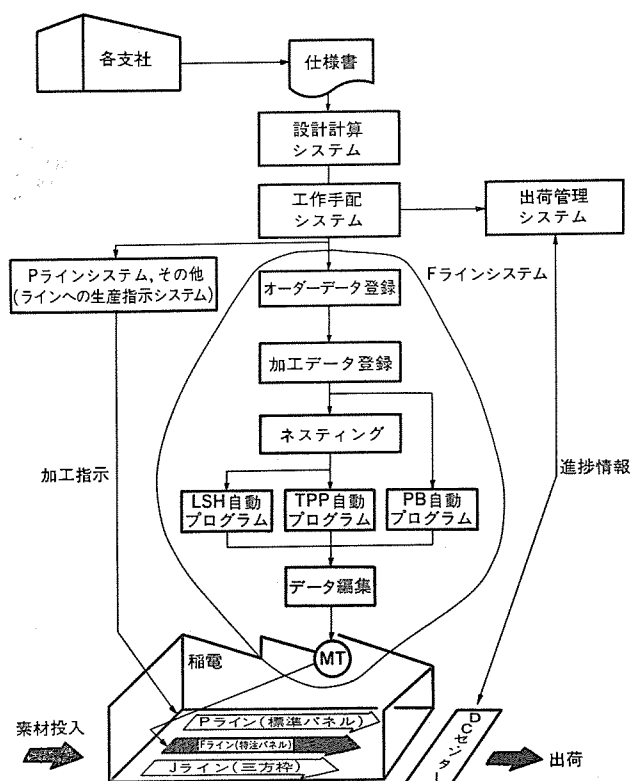 各支社
仕様書
設計計算
システム
工作手配
システム
出荷管理
システム
Pラインシステム,その他
(ラインへの生産指示システム)
Fラインシステム
オーダーデータ登録
加工データ登録
ネスティング
加工指示
進捗情報
LSH自動
プログラム
TPP自動
プログラム
PB自動
プログラム
データ編集
稲電
MT
素材投入
Pライン(標準パネル)
Fライン(特注パネル)
Jライン(三方枠)
DCセンター
出荷